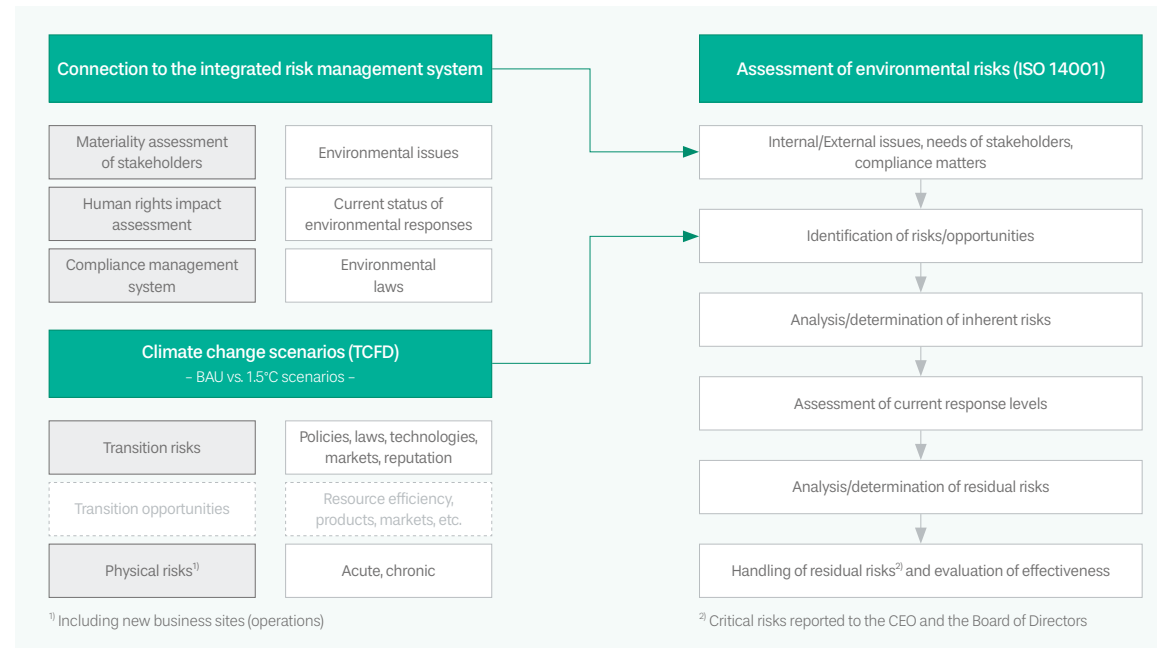 Connection to the integrated risk management system
Materiality assessment
of stakeholders
Environmental issues
Human rights impact
assessment
Current status of
environmental responses
Compliance management
system
Environmental
laws
Climate change scenarios (TCFD)
– BAU vs. 1.5°C scenarios –
Transition risks
Policies, laws, technologies,
markets, reputation
Transition opportunities
Resource efficiency,
products, markets, etc.
Physical risks¹⁾
Acute, chronic
¹⁾ Including new business sites (operations)
Assessment of environmental risks (ISO 14001)
Internal/External issues, needs of stakeholders,
compliance matters
Identification of risks/opportunities
Analysis/determination of inherent risks
Assessment of current response levels
Analysis/determination of residual risks
Handling of residual risks²⁾ and evaluation of effectiveness
²⁾ Critical risks reported to the CEO and the Board of Directors